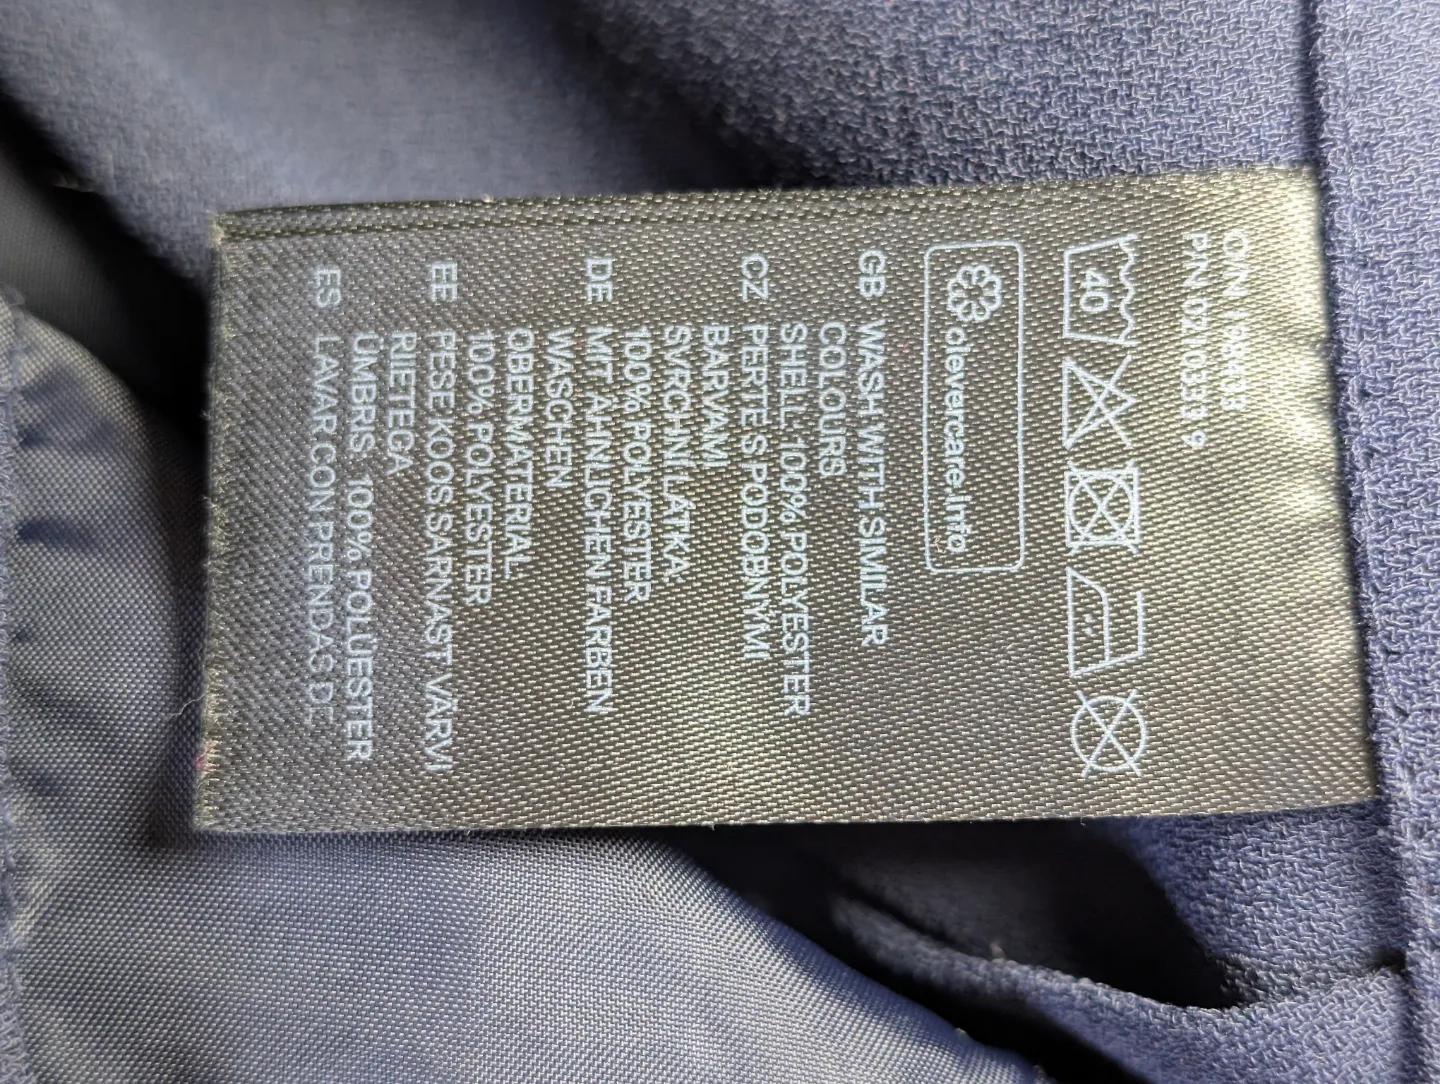 PN 021033 9
40
clevercare.info
GB WASH WITH SIMILAR
COLOURS
SHELL: 100% POLYESTER
CZ PERTE S PODOBNÝMI
BARVAMI
SVRCHNÍ LÁTKA:
100% POLYESTER
DE MIT ÄHNLICHEN FARBEN
WASCHEN
OBERMATERIAL:
100% POLYESTER
EE PESE KOOS SARNAST VÄRVI
RIIETEGA
ÜMBRIS 100% POLÜESTER
ES LAVAR CON PRENDAS DE